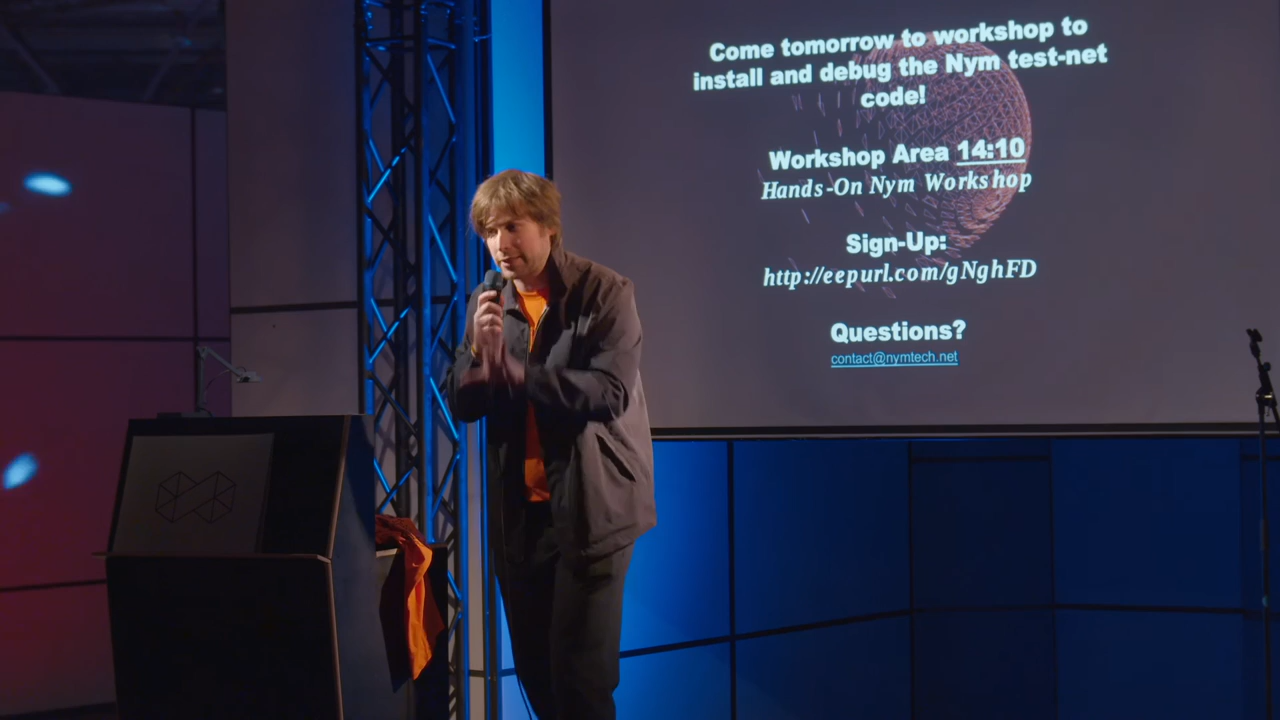 Come tomorrow to workshop to
install and debug the Nym test-net
code!
Workshop Area 14:10
Hands-On Nym Workshop
Sign-Up:
http://eepurl.com/gNghFD
Questions?
contact@nymtech.net